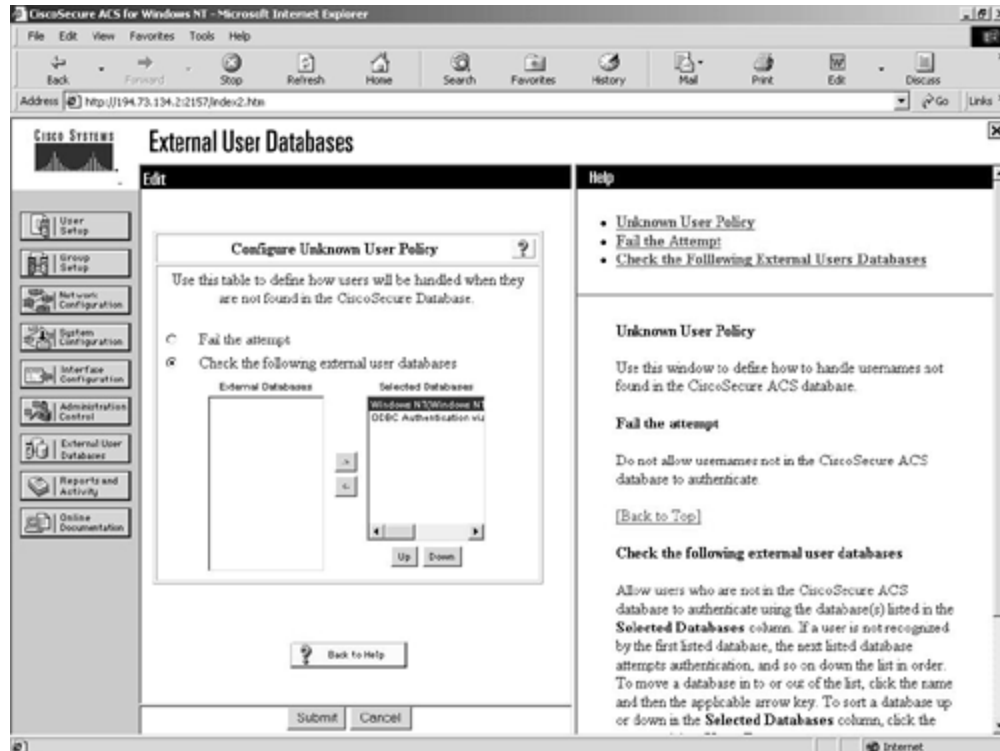 CiscoSecure ACS for Windows NT - Microsoft Internet Explorer
File Edit View Favorites Tools Help
Back Forward Stop Refresh Home Search Favorites History Mail Print Edit Discuss
Address http://194.73.134.2:2157/index2.htm Go Links
CISCO SYSTEMS
External User Databases
Edit
User Setup
Group Setup
Network Configuration
System Configuration
Interface Configuration
Administration Control
External User Databases
Reports and Activity
Online Documentation
Configure Unknown User Policy ?
Use this table to define how users will be handled when they
are not found in the CiscoSecure Database.
Fail the attempt
Check the following external user databases
External Databases Selected Databases
Windows NT(Windows NT
ODBC Authentication via
->
<-
Up Down
? Back to Help
Submit Cancel
Help
• Unknown User Policy
• Fail the Attempt
• Check the Folllewing External Users Databases
Unknown User Policy
Use this window to define how to handle usernames not
found in the CiscoSecure ACS database.
Fail the attempt
Do not allow usernames not in the CiscoSecure ACS
database to authenticate.
[Back to Top]
Check the following external user databases
Allow users who are not in the CiscoSecure ACS
database to authenticate using the database(s) listed in the
Selected Databases column. If a user is not recognized
by the first listed database, the next listed database
attempts authentication, and so on down the list in order.
To move a database in to or out of the list, click the name
and then the applicable arrow key. To sort a database up
or down in the Selected Databases column, click the
Internet